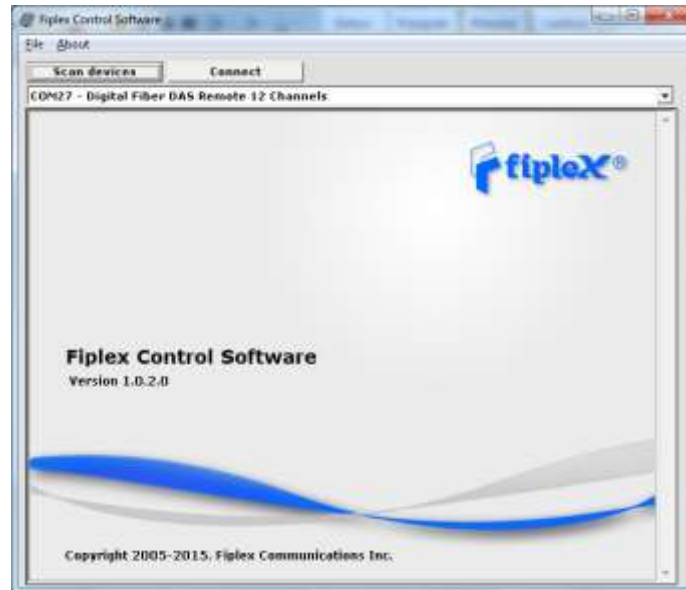 Fiplex Control Software
File About
Scan devices Connect
COM27 - Digital Fiber DAS Remote 12 Channels
fiplex®
Fiplex Control Software
Version 1.0.2.0
Copyright 2005-2015. Fiplex Communications Inc.